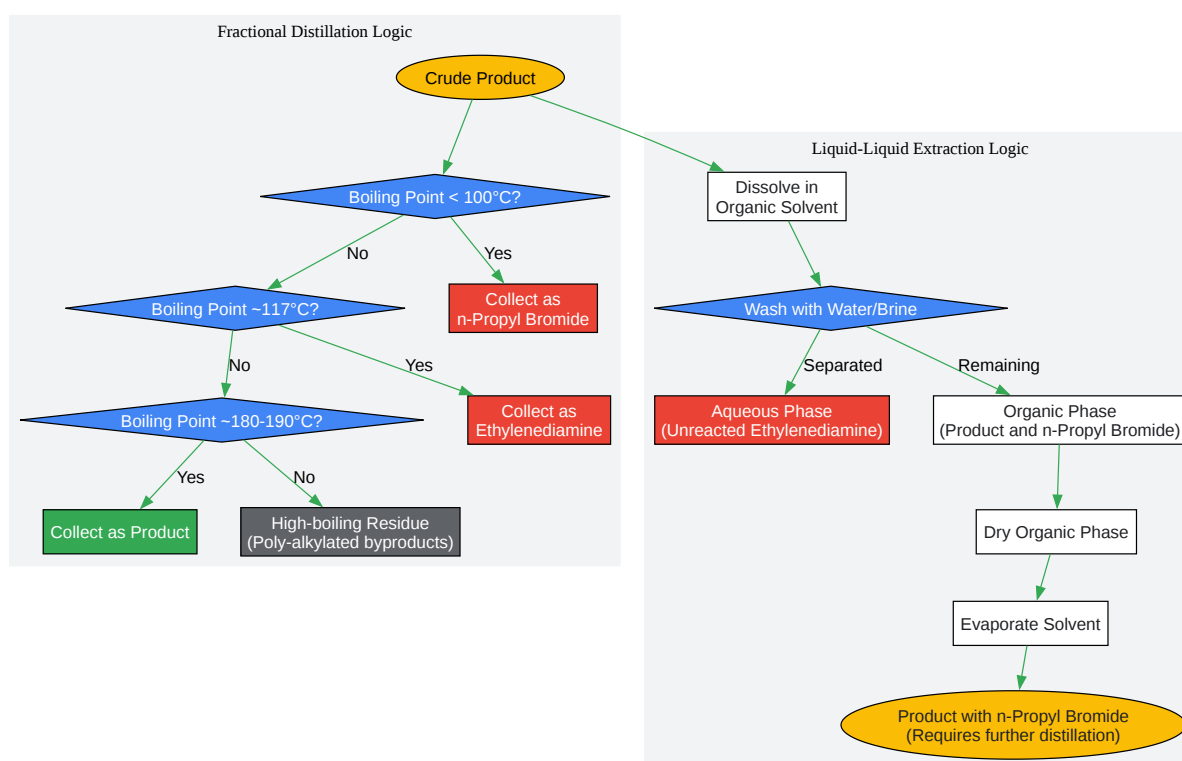 Fractional Distillation Logic
Crude Product
Boiling Point < 100°C?
No
Yes
Collect as
n-Propyl Bromide
Boiling Point ~117°C?
No
Yes
Collect as
Ethylenediamine
Boiling Point ~180-190°C?
Yes
No
Collect as Product
High-boiling Residue
(Poly-alkylated byproducts)
Liquid-Liquid Extraction Logic
Dissolve in
Organic Solvent
Wash with Water/Brine
Separated
Remaining
Aqueous Phase
(Unreacted Ethylenediamine)
Organic Phase
(Product and n-Propyl Bromide)
Dry Organic Phase
Evaporate Solvent
Product with n-Propyl Bromide
(Requires further distillation)